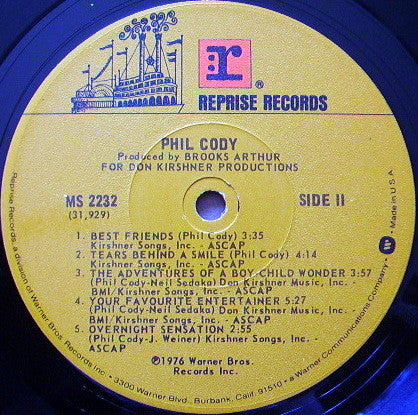 r®
REPRISE RECORDS
PHIL CODY
Produced by BROOKS ARTHUR
FOR DON KIRSHNER PRODUCTIONS
MS 2232
(31,929)
SIDE II
1. BEST FRIENDS (Phil Cody) 3:35
Kirshner Songs, Inc. - ASCAP
2. TEARS BEHIND A SMILE (Phil Cody) 4:14
Kirshner Songs, Inc. - ASCAP
3. THE ADVENTURES OF A BOY CHILD WONDER 3:57
(Phil Cody-Neil Sedaka) Don Kirshner Music, Inc. -
BMI/Kirshner Songs, Inc. - ASCAP
4. YOUR FAVOURITE ENTERTAINER 5:27
(Phil Cody-Neil Sedaka) Don Kirshner Music, Inc. -
BMI/Kirshner Songs, Inc. - ASCAP
5. OVERNIGHT SENSATION 2:55
(Phil Cody-J. Weiner) Kirshner Songs, Inc. -
ASCAP
℗1976 Warner Bros.
Records Inc.
Reprise Records, a division of Warner Bros. Records Inc. • 3300 Warner Blvd., Burbank, Calif. 91510 • a Warner Communications Company • Made in U.S.A.